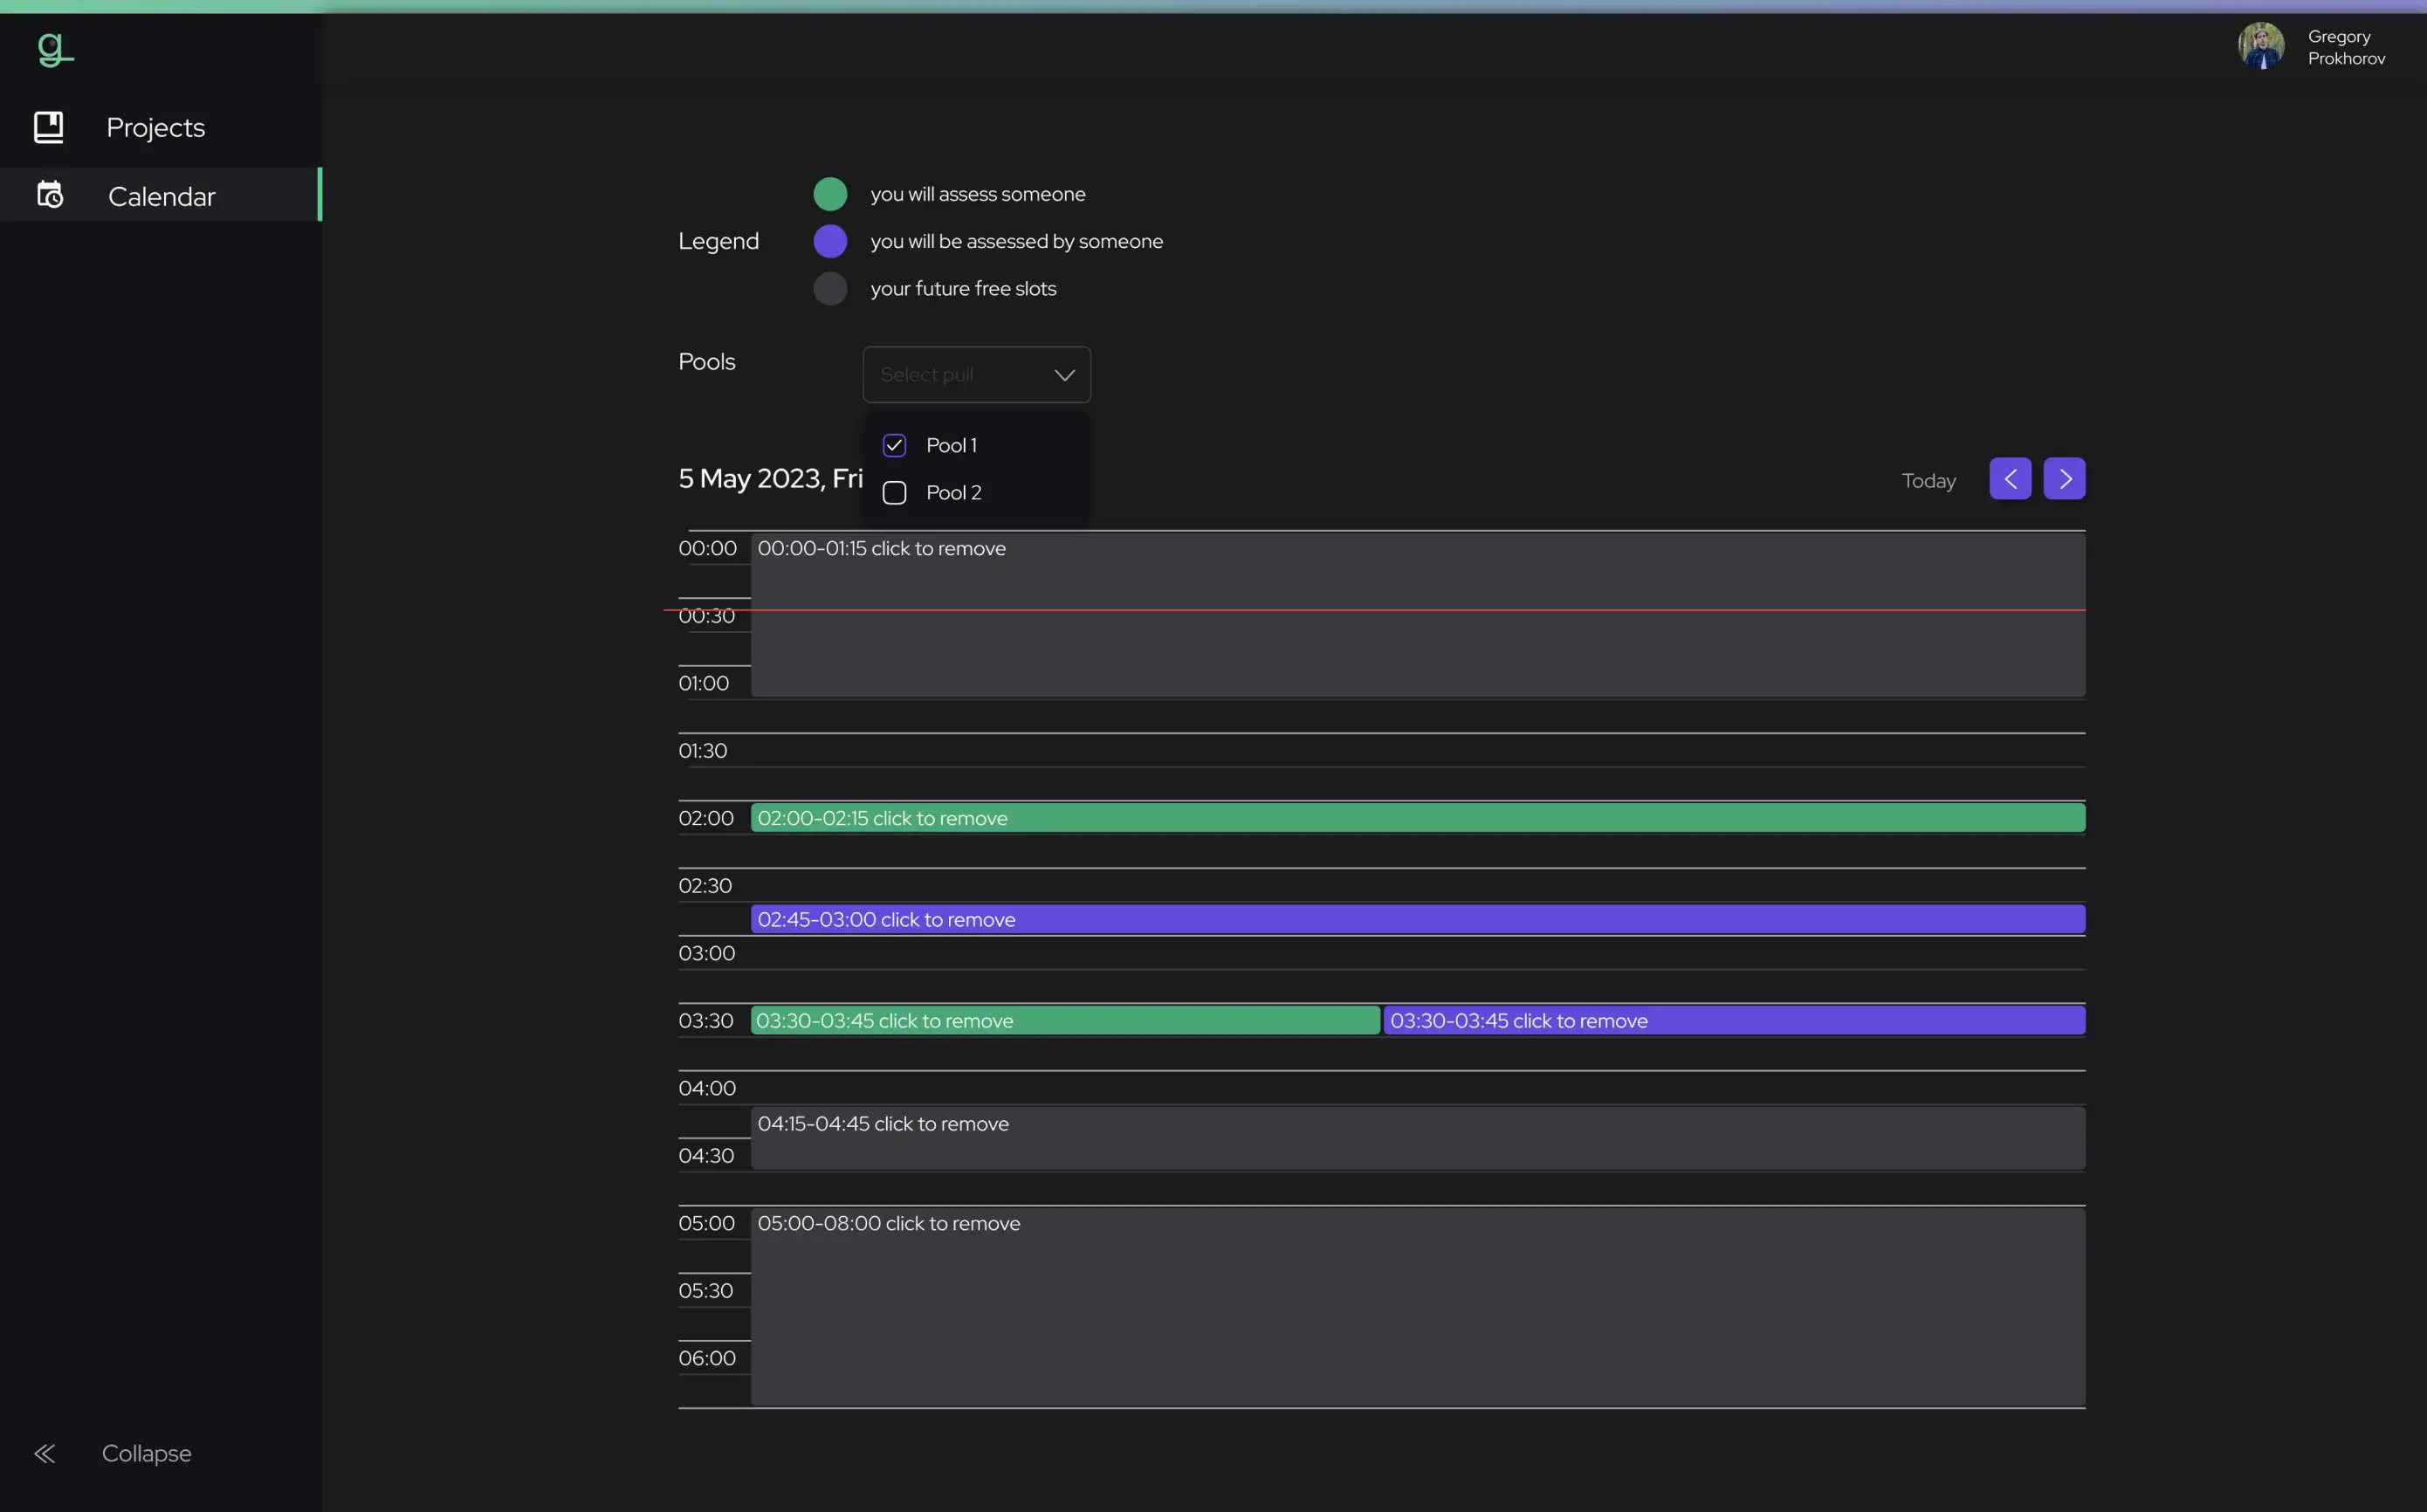 g_
Gregory
Prokhorov
Projects
Calendar
you will assess someone
Legend
you will be assessed by someone
your future free slots
Pools
Select pull
Pool 1
5 May 2023, Fri
Today
Pool 2
00:00
00:00-01:15 click to remove
00:30
01:00
01:30
02:00
02:00-02:15 click to remove
02:30
02:45-03:00 click to remove
03:00
03:30
03:30-03:45 click to remove
03:30-03:45 click to remove
04:00
04:15-04:45 click to remove
04:30
05:00
05:00-08:00 click to remove
05:30
06:00
Collapse